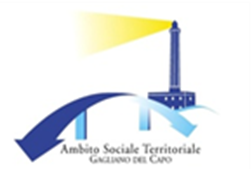 Ambito Sociale Territoriale
GAGLIANO DEL CAPO